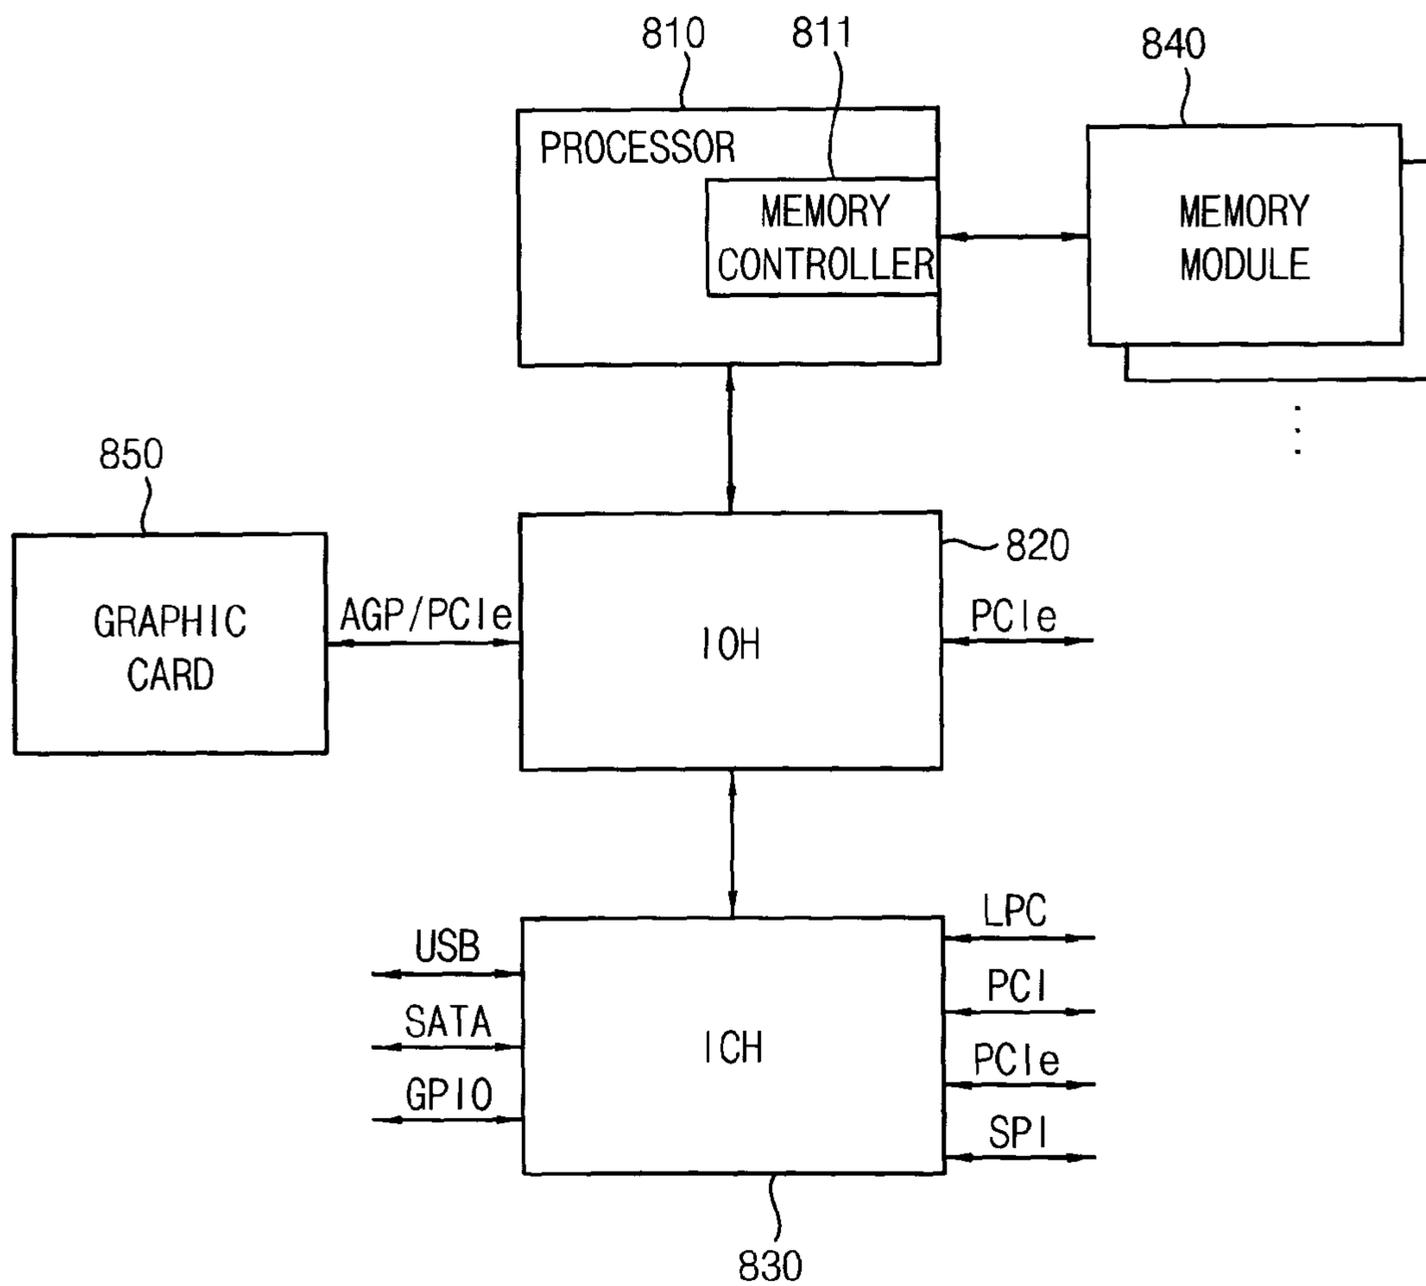 810
811
840
PROCESSOR
MEMORY
CONTROLLER
MEMORY
MODULE
850
820
GRAPHIC
CARD
AGP/PCIe
IOH
PCIe
USB
SATA
GPIO
ICH
LPC
PCI
PCIe
SPI
830